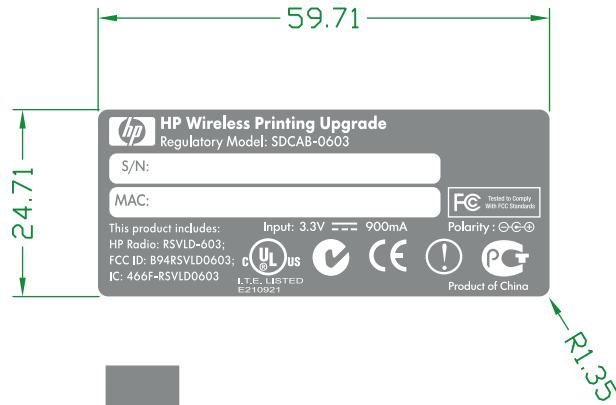 59.71
24.71
hp HP Wireless Printing Upgrade
Regulatory Model: SDCAB-0603
S/N:
MAC:
FC Tested to Comply
With FCC Standards
This product includes:
HP Radio: RSVLD-603;
FCC ID: B94RSVLD0603;
IC: 466F-RSVLD0603
Input: 3.3V 900mA
Polarity :
c UL ® us
I.T.E. LISTED
E210921
CE
PCT
Product of China
R1.35